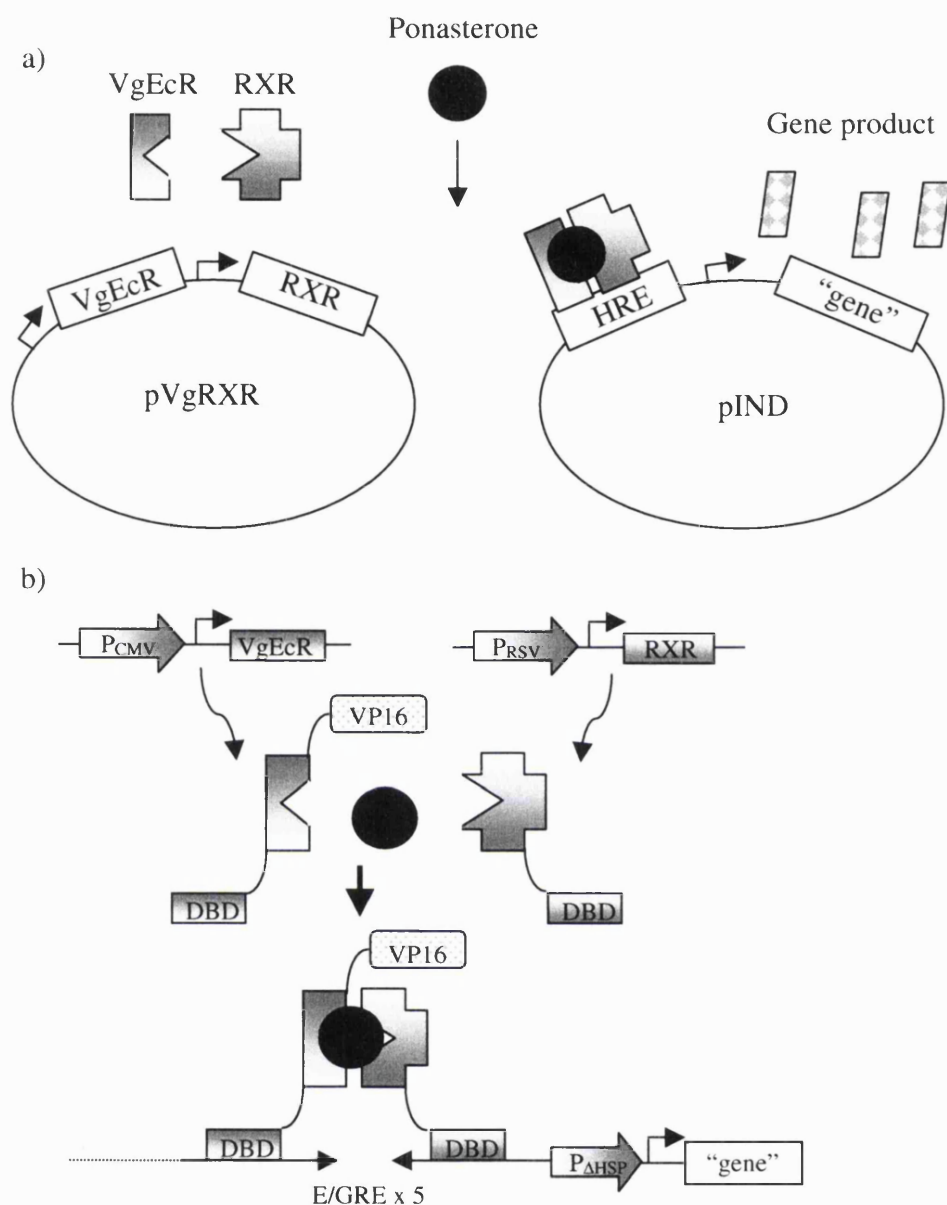 Ponasterone
a)
VgEcR RXR
Gene product
VgEcR
RXR
HRE
“gene”
pVgRXR
pIND
b)
PCMV
VgEcR
PRSV
RXR
VP16
DBD
DBD
VP16
DBD
DBD
PΔHSP
“gene”
E/GRE x 5